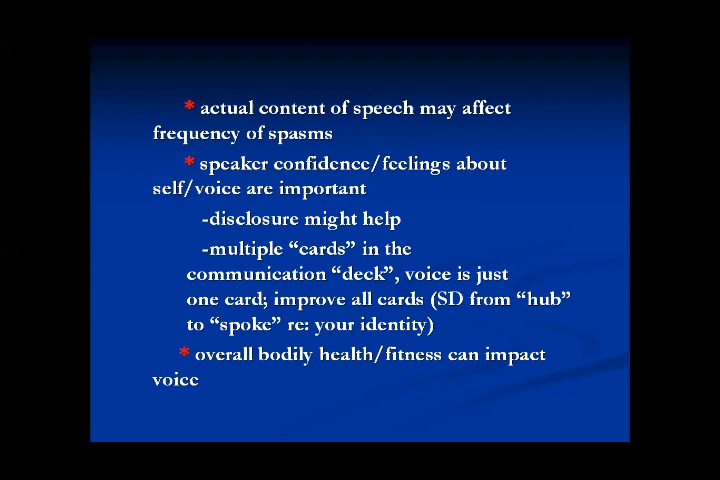 * actual content of speech may affect
frequency of spasms
* speaker confidence/feelings about
self/voice are important
-disclosure might help
-multiple “cards” in the
communication “deck”, voice is just
one card; improve all cards (SD from “hub”
to “spoke” re: your identity)
* overall bodily health/fitness can impact
voice